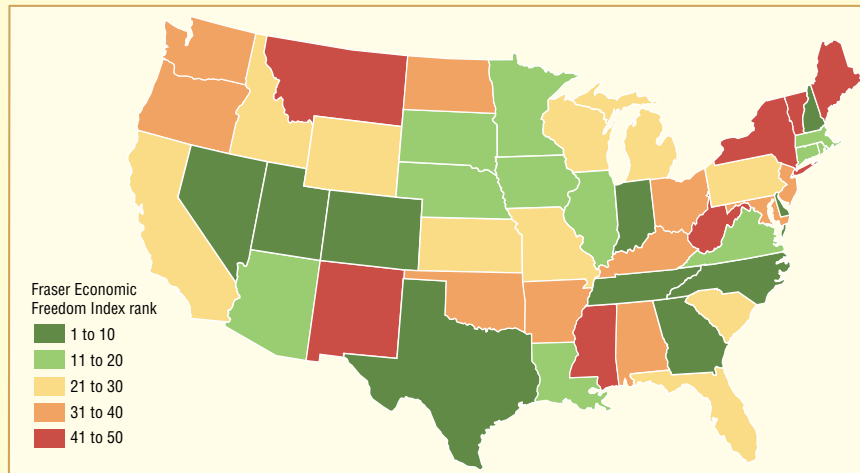 Fraser Economic
Freedom Index rank
1 to 10
11 to 20
21 to 30
31 to 40
41 to 50